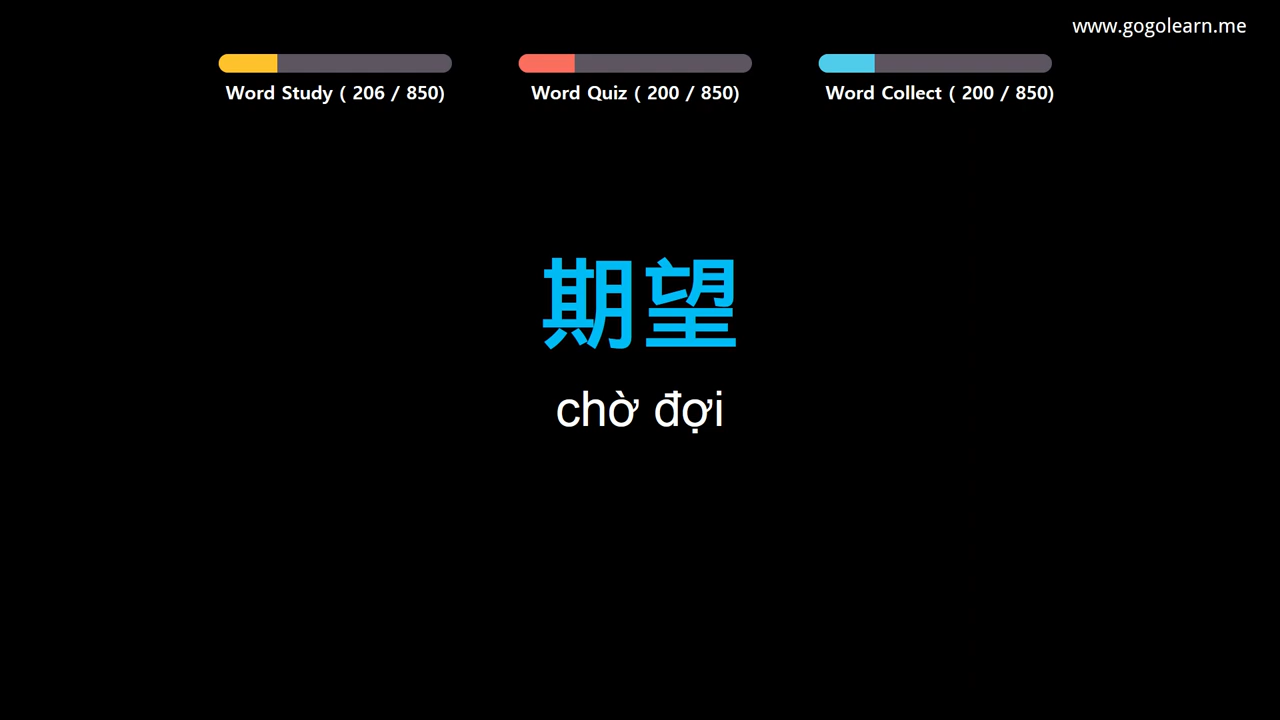 www.gogolearn.me
Word Study ( 206 / 850)
Word Quiz ( 200 / 850)
Word Collect ( 200 / 850)
期望
chờ đợi